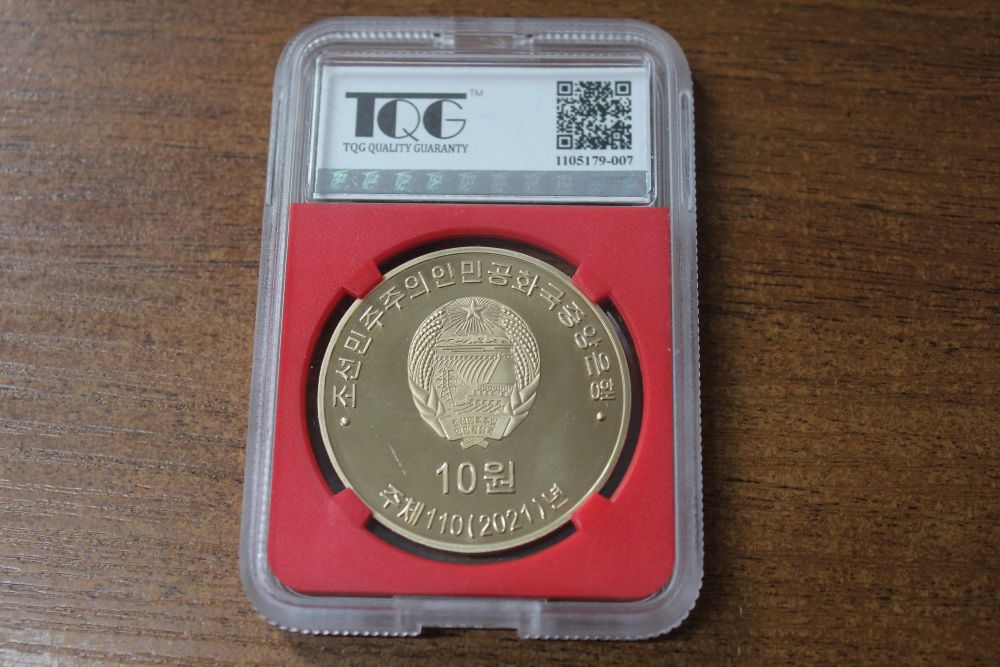 TQG™
TQG QUALITY GUARANTY
1105179-007
조선민주주의인민공화국중앙은행
10원
주체110(2021)년